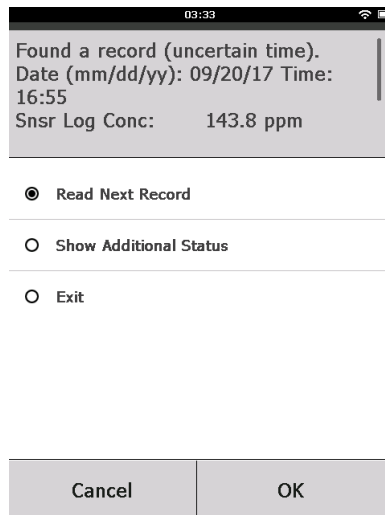 03:33
Found a record (uncertain time).
Date (mm/dd/yy): 09/20/17 Time:
16:55
Snsr Log Conc: 143.8 ppm
Read Next Record
Show Additional Status
Exit
Cancel OK